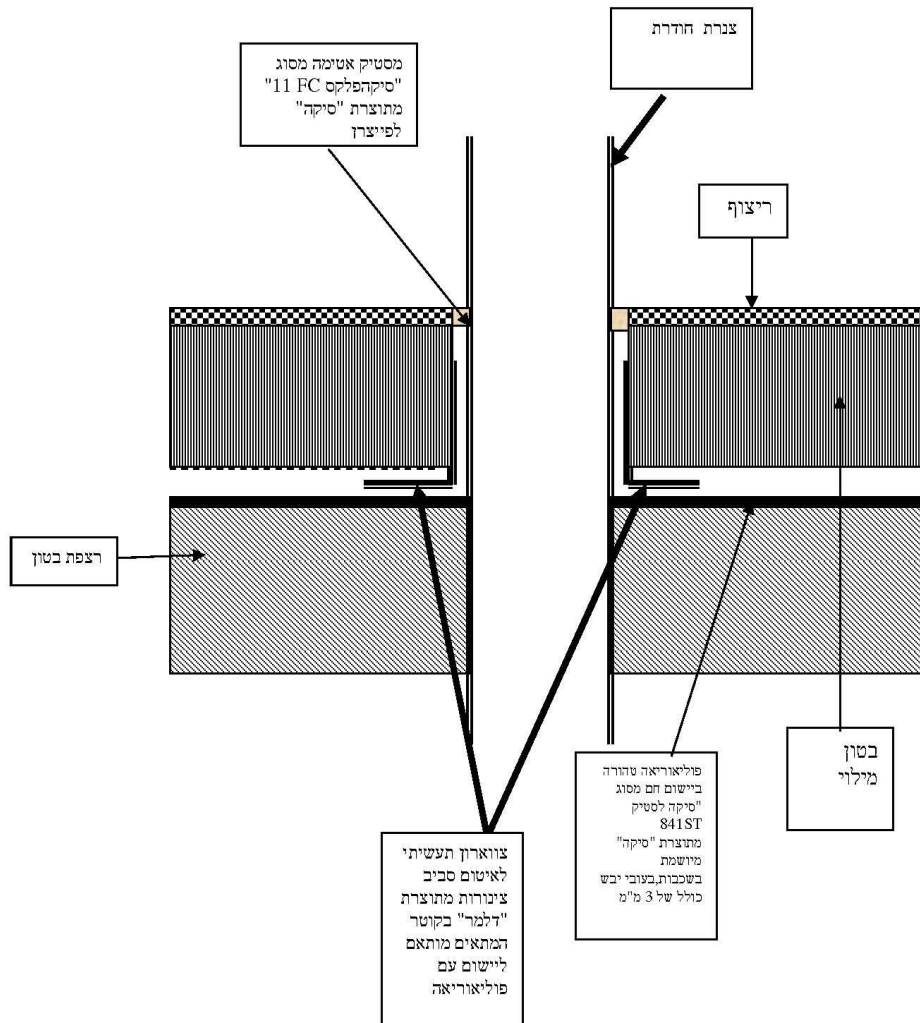 צנרת חודרת
מסטיק אטימה מסוג
"סיקהפלקס 11 FC"
מתוצרת "סיקה"
לפייצרן
ריצוף
רצפת בטון
בטון
מילוי
פוליאוריאה טהורה
ביישום חם מסוג
"סיקה לסטיק
841ST
מתוצרת "סיקה"
מיושמת
בשכבות,בעובי יבש
כולל של 3 מ"מ
צווארון תעשיתי
לאיטום סביב
צינורות מתוצרת
"דלמר" בקוטר
המתאים מותאם
ליישום עם
פוליאוריאה